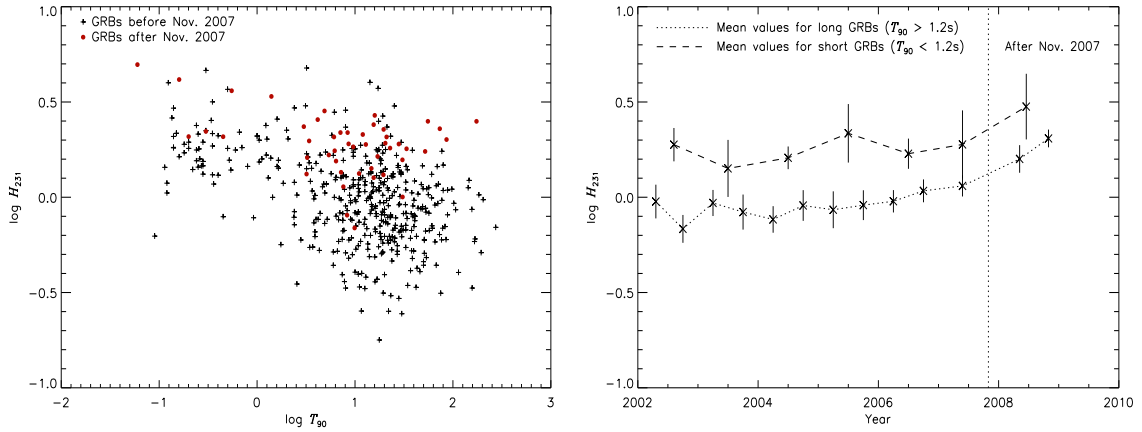 GRBs before Nov. 2007
GRBs after Nov. 2007
1.0
0.5
0.0
−0.5
−1.0
log H231
−2
−1
0
1
2
3
log T90
Mean values for long GRBs (T90 > 1.2s)
Mean values for short GRBs (T90 < 1.2s)
After Nov. 2007
1.0
0.5
0.0
−0.5
−1.0
log H231
2002
2004
2006
2008
2010
Year